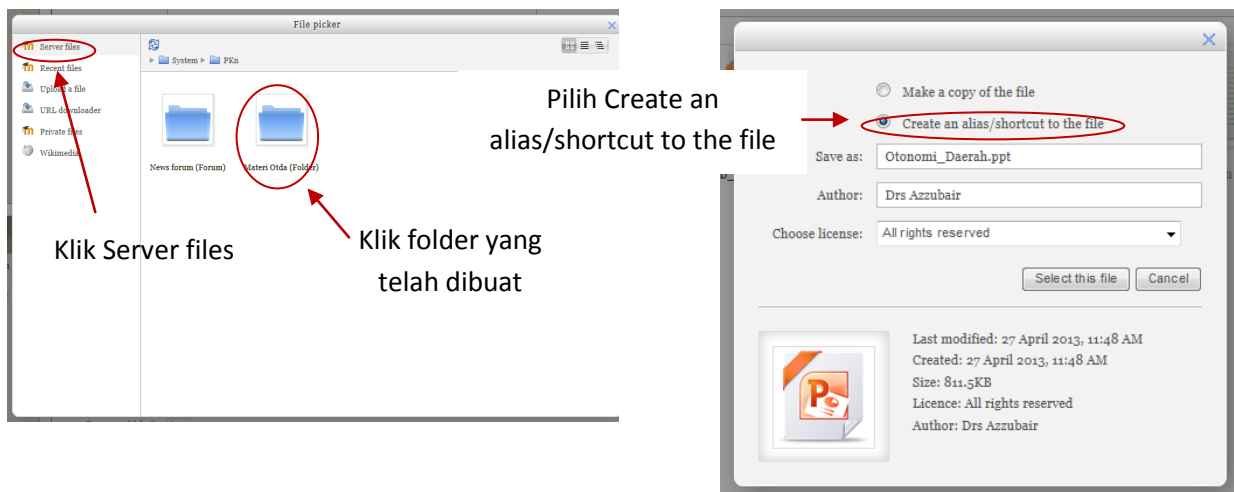 File picker
Server files
Recent files
Upload a file
URL downloader
Private files
Wikimedia
System ▸ PKn
News forum (Forum)
Materi Otda (Folder)
Klik Server files
Klik folder yang
telah dibuat
Pilih Create an
alias/shortcut to the file
Make a copy of the file
Create an alias/shortcut to the file
Save as: Otonomi_Daerah.ppt
Author: Drs Azzubair
Choose license: All rights reserved
Select this file Cancel
Last modified: 27 April 2013, 11:48 AM
Created: 27 April 2013, 11:48 AM
Size: 811.5KB
Licence: All rights reserved
Author: Drs Azzubair